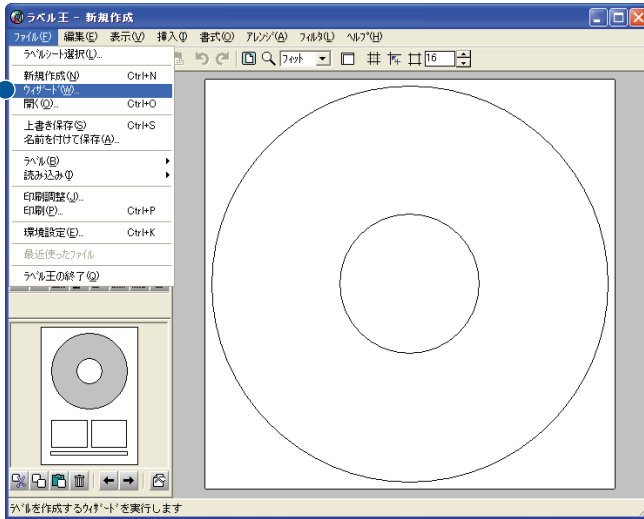 ラベル王 - 新規作成
ファイル(F) 編集(E) 表示(V) 挿入(I) 書式(O) アレンジ(A) フィルタ(L) ヘルプ(H)
ラベルシート選択(L)...
フィット 16
新規作成(N) Ctrl+N
ウィザード(W)...
開く(O)... Ctrl+O
上書き保存(S) Ctrl+S
名前を付けて保存(A)...
ラベル(B)
読み込み(I)
印刷調整(J)...
印刷(P)... Ctrl+P
環境設定(E)... Ctrl+K
最近使ったファイル
ラベル王の終了(Q)
ラベルを作成するウィザードを実行します